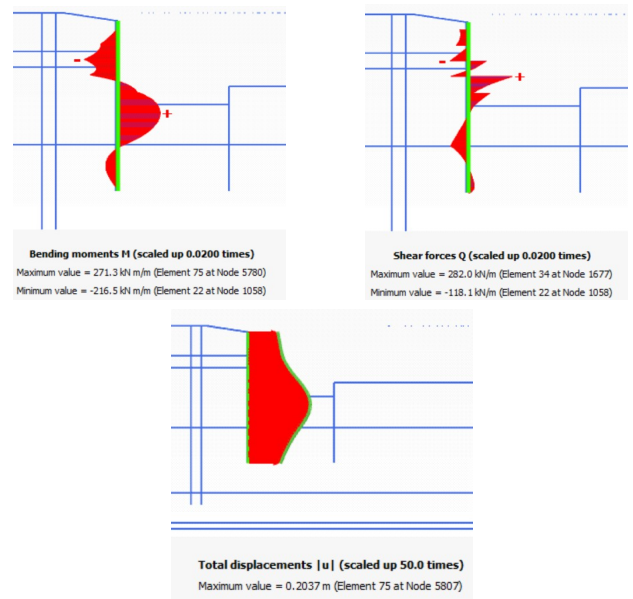 -
+
Bending moments M (scaled up 0.0200 times)
Maximum value = 271.3 kN m/m (Element 75 at Node 5780)
Minimum value = -216.5 kN m/m (Element 22 at Node 1058)
-
+
Shear forces Q (scaled up 0.0200 times)
Maximum value = 282.0 kN/m (Element 34 at Node 1677)
Minimum value = -118.1 kN/m (Element 22 at Node 1058)
Total displacements |u| (scaled up 50.0 times)
Maximum value = 0.2037 m (Element 75 at Node 5807)